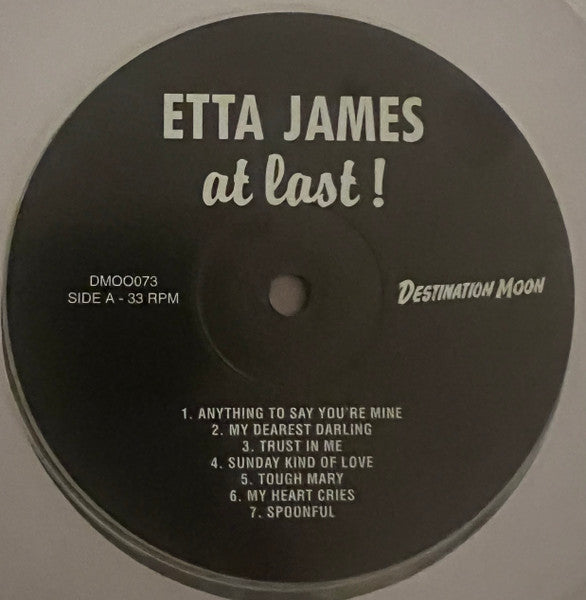 ETTA JAMES
at last!
DMOO073
SIDE A - 33 RPM
DESTINATION MOON
1. ANYTHING TO SAY YOU'RE MINE
2. MY DEAREST DARLING
3. TRUST IN ME
4. SUNDAY KIND OF LOVE
5. TOUGH MARY
6. MY HEART CRIES
7. SPOONFUL